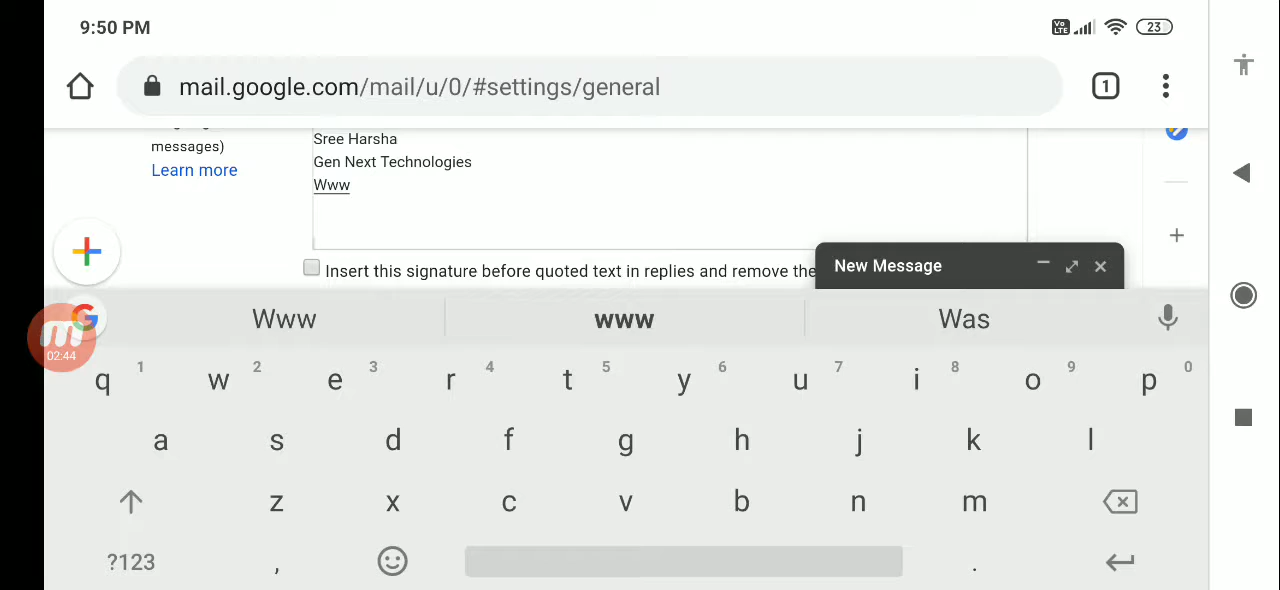 9:50 PM
Vo LTE
23
mail.google.com/mail/u/0/#settings/general
1
messages)
Learn more
Sree Harsha
Gen Next Technologies
Www
Insert this signature before quoted text in replies and remove the
New Message
02:44
Www
www
Was
q 1 w 2 e 3 r 4 t 5 y 6 u 7 i 8 o 9 p 0
a s d f g h j k l
z x c v b n m
?123 , .